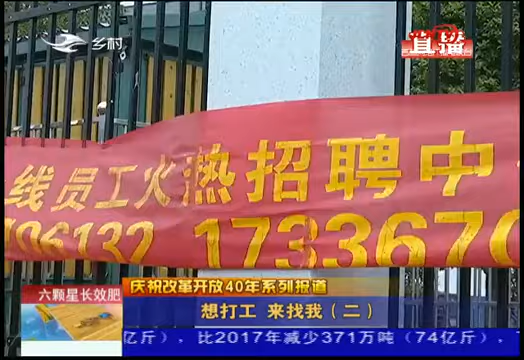 乡村
直播
线员工火热招聘中
06132 1733670
庆祝改革开放40年系列报道
六颗星长效肥
想打工 来找我(二)
亿斤),比2017年减少371万吨(74亿斤),